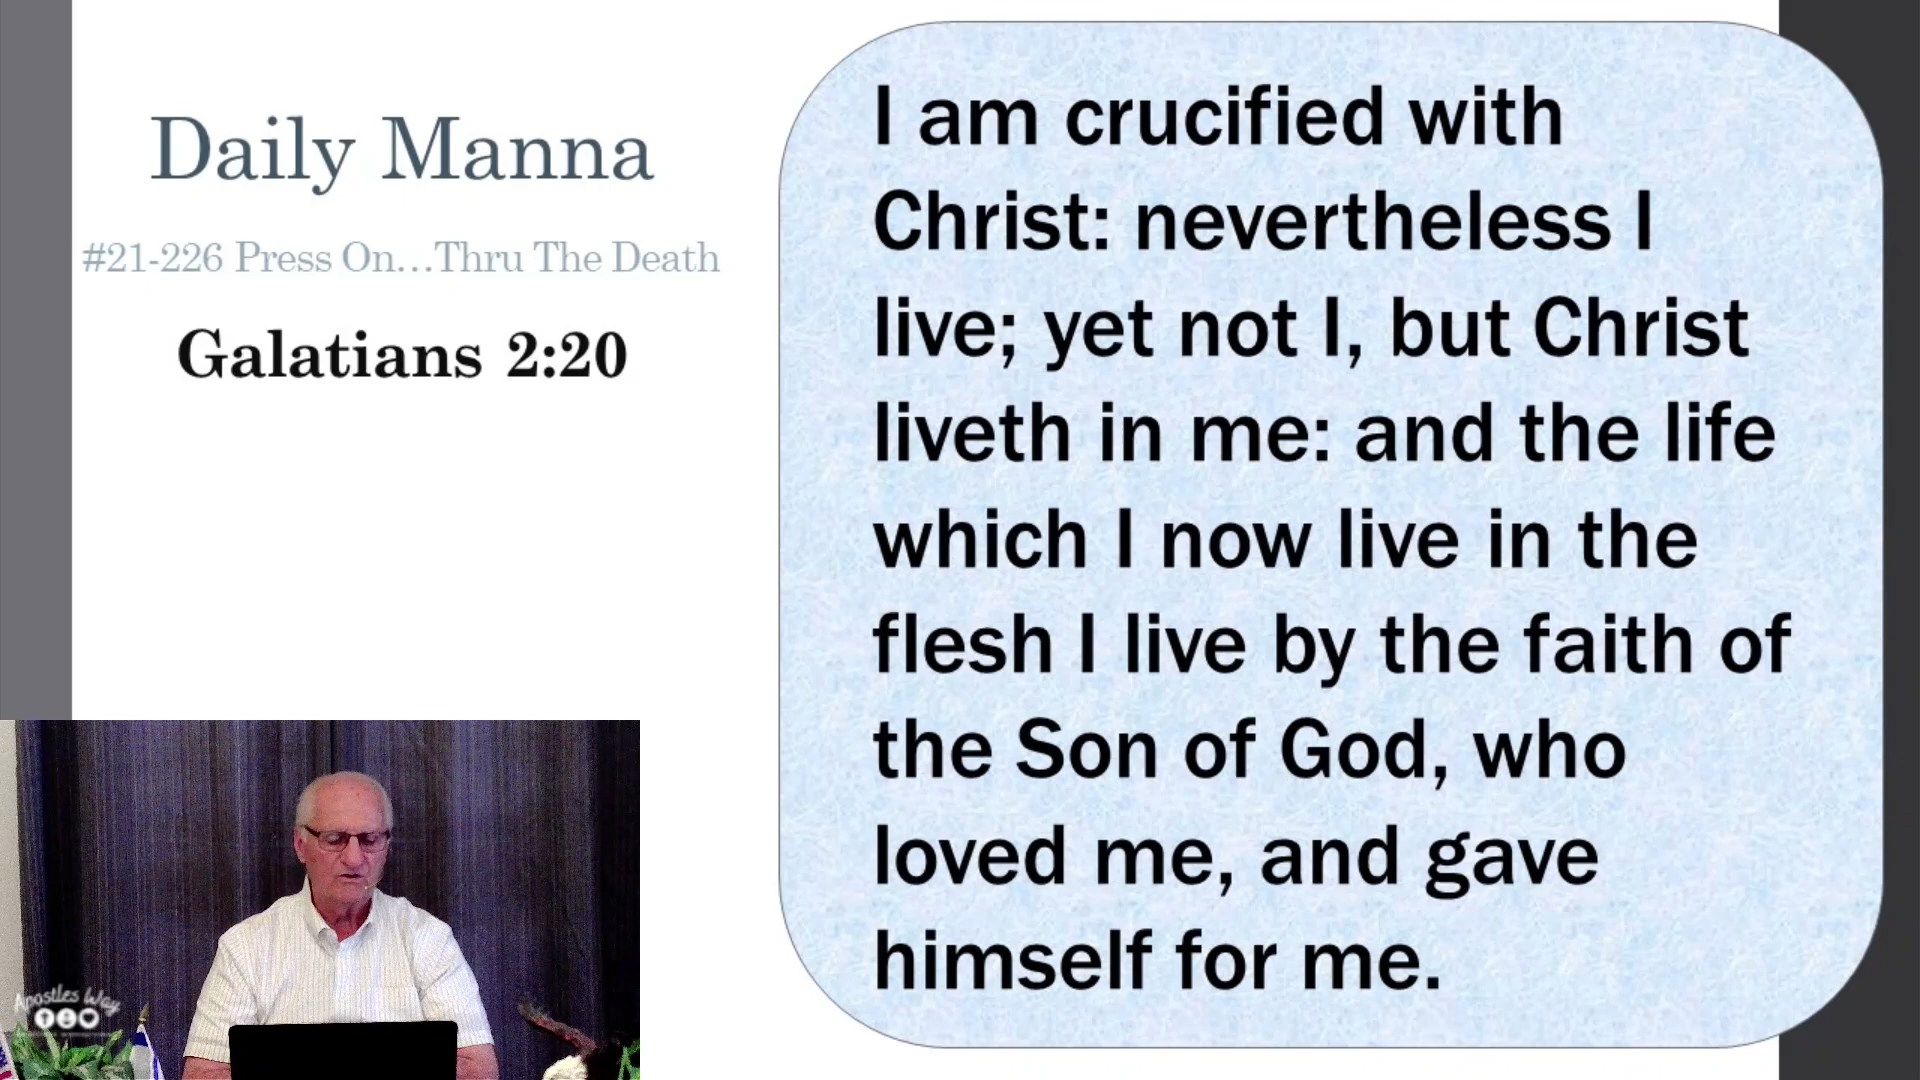 Daily Manna
#21-226 Press On...Thru The Death
Galatians 2:20
I am crucified with
Christ: nevertheless I
live; yet not I, but Christ
liveth in me: and the life
which I now live in the
flesh I live by the faith of
the Son of God, who
loved me, and gave
himself for me.
Apostles Way